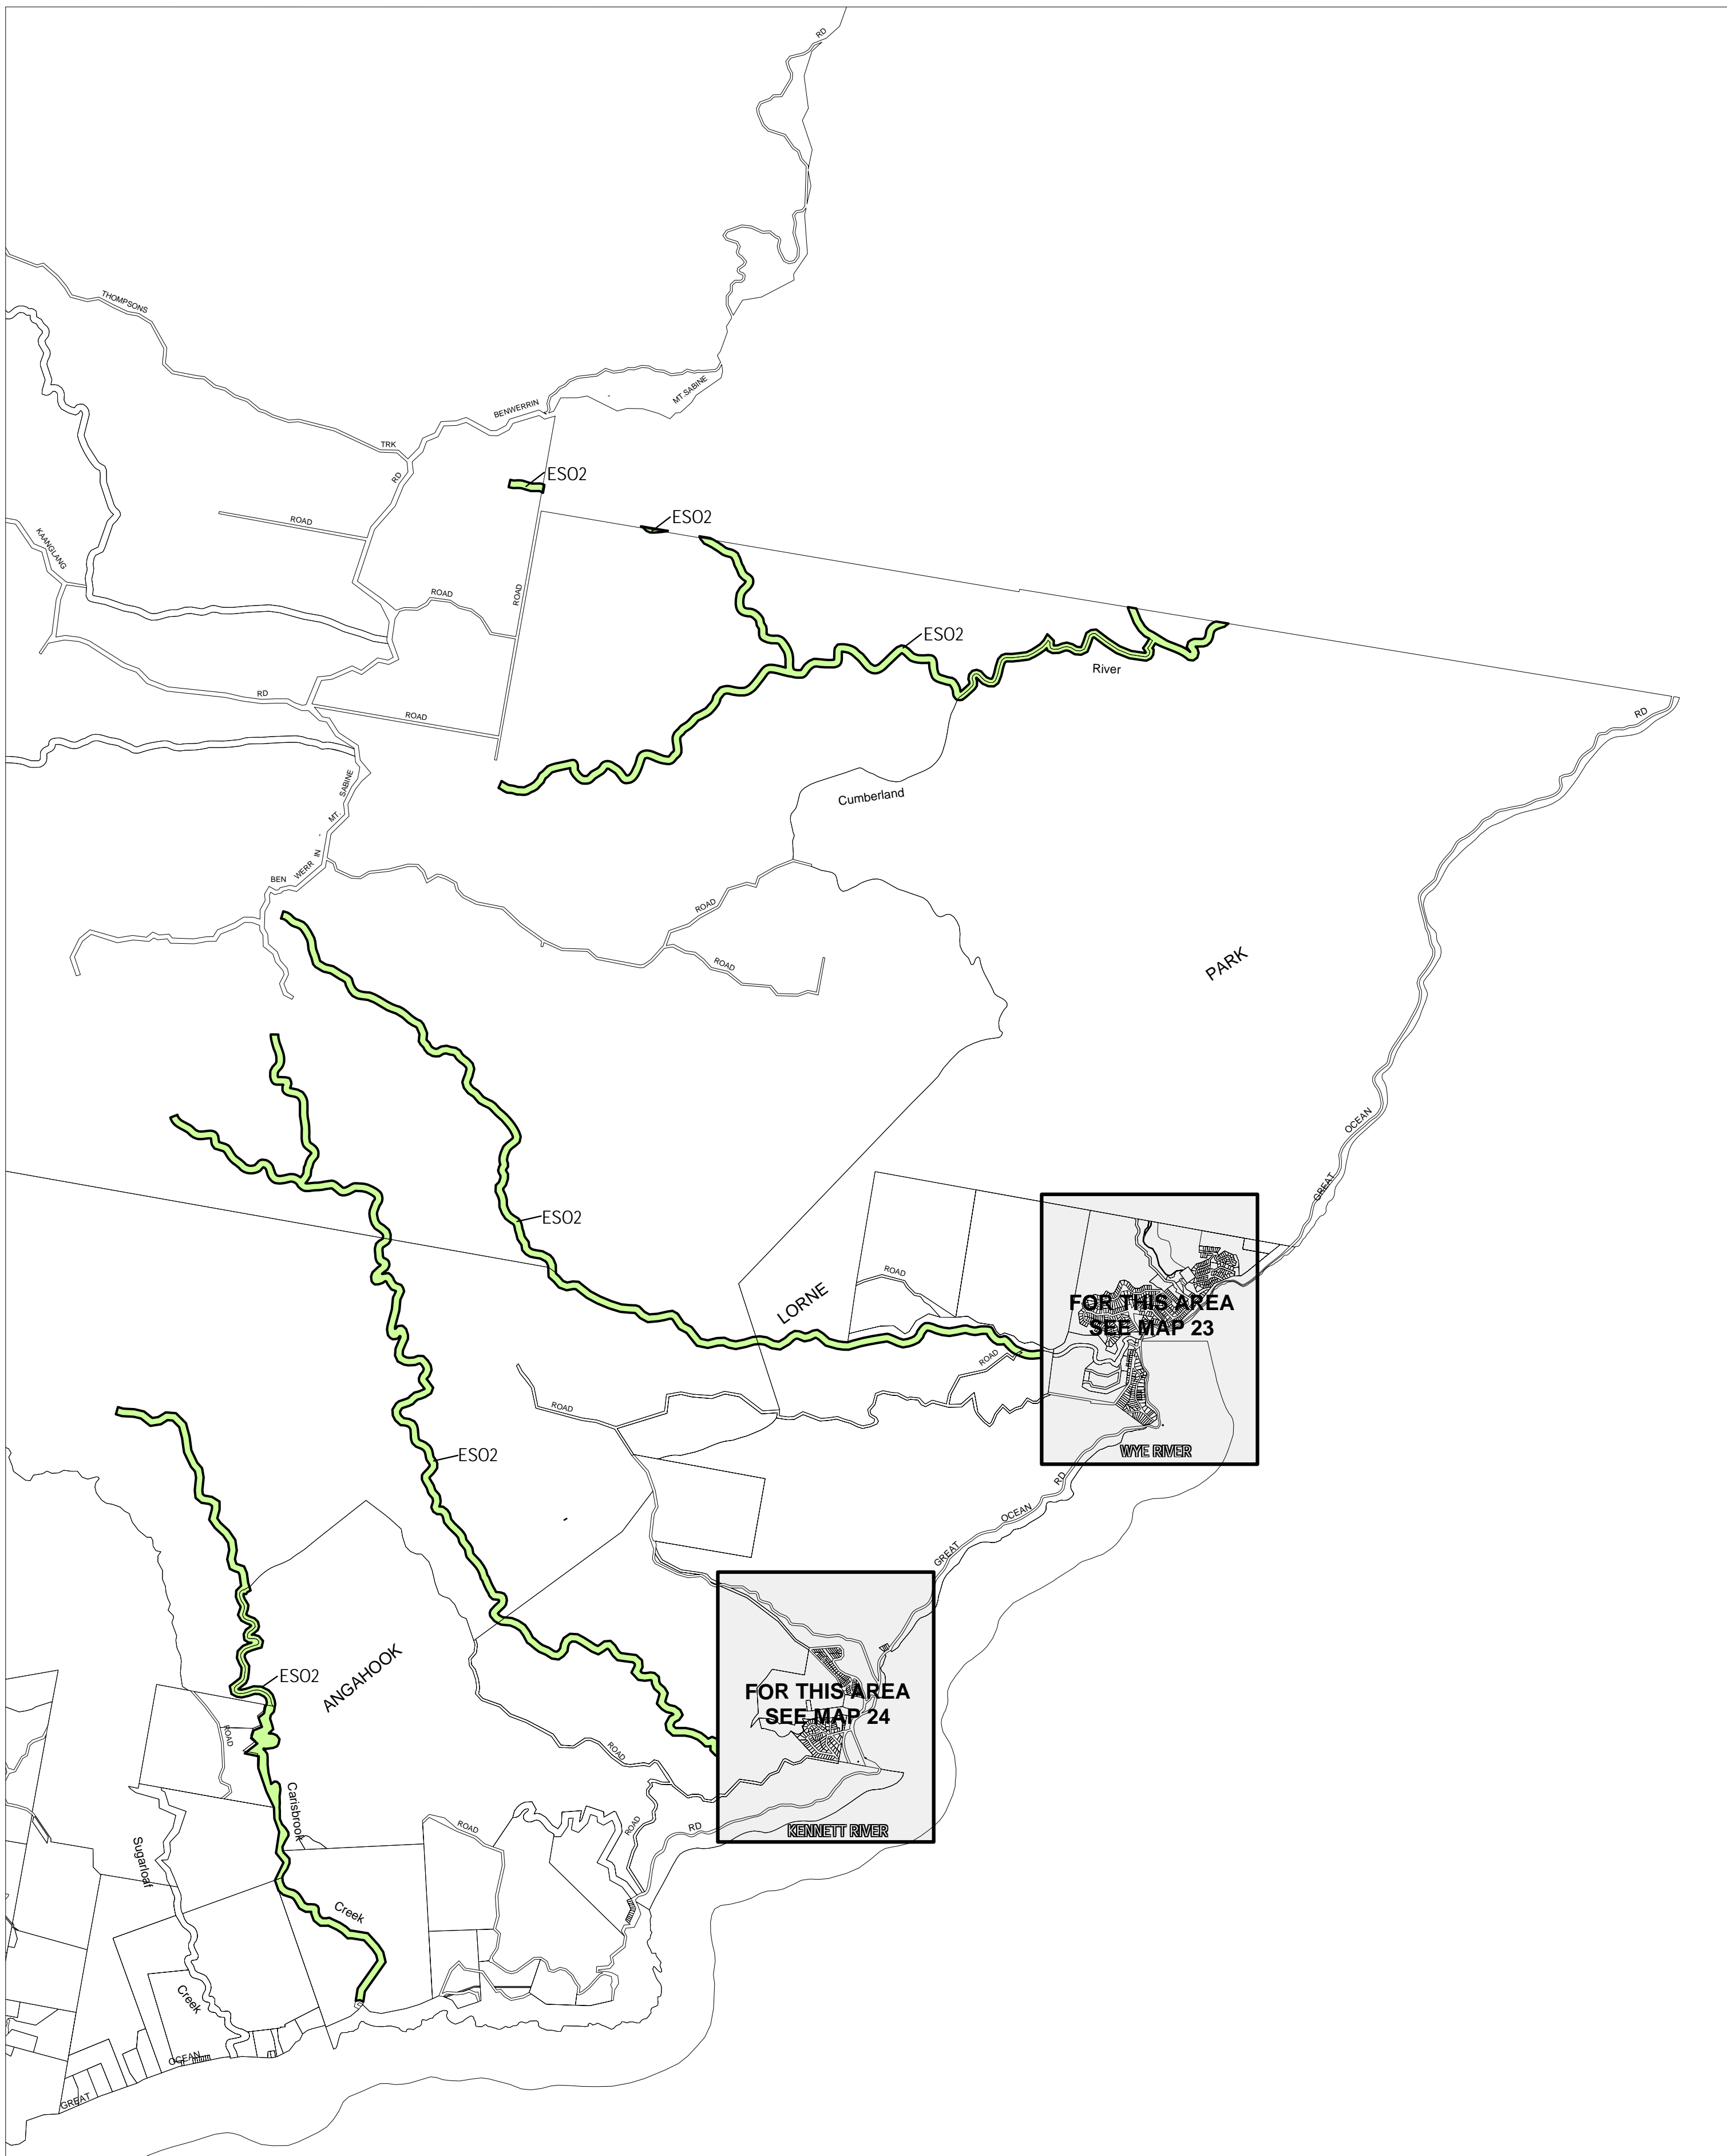 RD
THOMPSONS
MT.SABINE
BENWERRIN
TRK
RD
ESO2
ESO2
ROAD
KAANGLANG
ROAD
ROAD
ESO2
River
RD
ROAD
RD
SABINE
MT.
Cumberland
IN
WERR
BEN
ROAD
ROAD
PARK
OCEAN
GREAT
ESO2
ROAD
LORNE
FOR THIS AREA
SEE MAP 23
ROAD
ROAD
WYE RIVER
ESO2
RD
OCEAN
GREAT
ESO2
ANGAHOOK
FOR THIS AREA
SEE MAP 24
ROAD
ROAD
Carisbrook
ROAD
ROAD
RD
KENNETT RIVER
Sugarloaf
Creek
Creek
OCEAN
GREAT